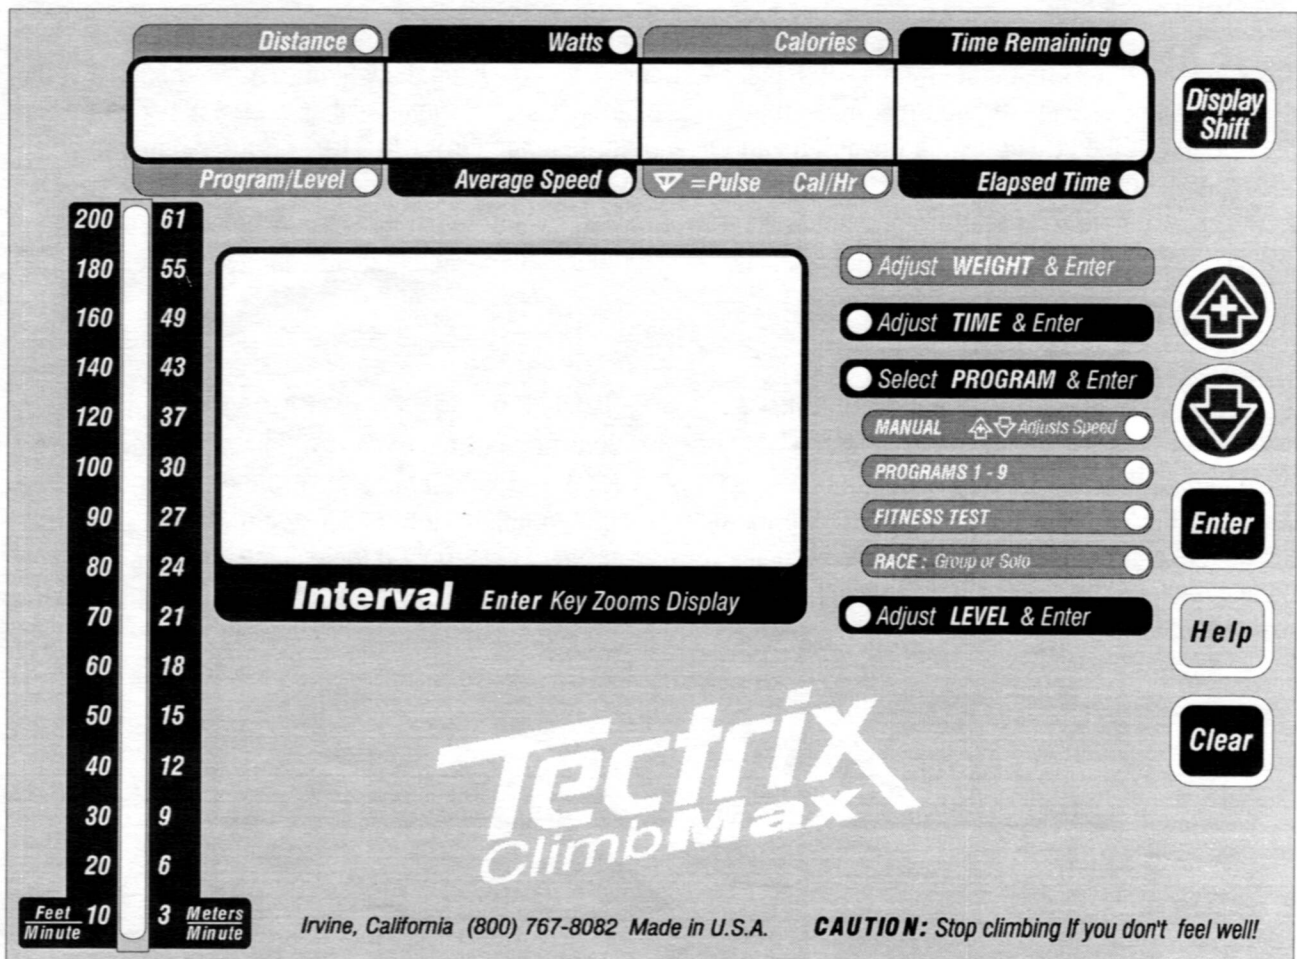 Distance Watts Calories Time Remaining
Display
Shift
Program/Level Average Speed =Pulse Cal/Hr Elapsed Time
200 61
180 55
160 49
140 43
120 37
100 30
90 27
80 24
70 21
60 18
50 15
40 12
30 9
20 6
Feet
Minute
10 3
Meters
Minute
Interval Enter Key Zooms Display
Adjust WEIGHT & Enter
Adjust TIME & Enter
Select PROGRAM & Enter
MANUAL + - Adjusts Speed
PROGRAMS 1 - 9
FITNESS TEST
RACE : Group or Solo
Adjust LEVEL & Enter
+
-
Enter
Help
Clear
Tectrix
ClimbMax
Irvine, California (800) 767-8082 Made in U.S.A. CAUTION: Stop climbing If you don't feel well!